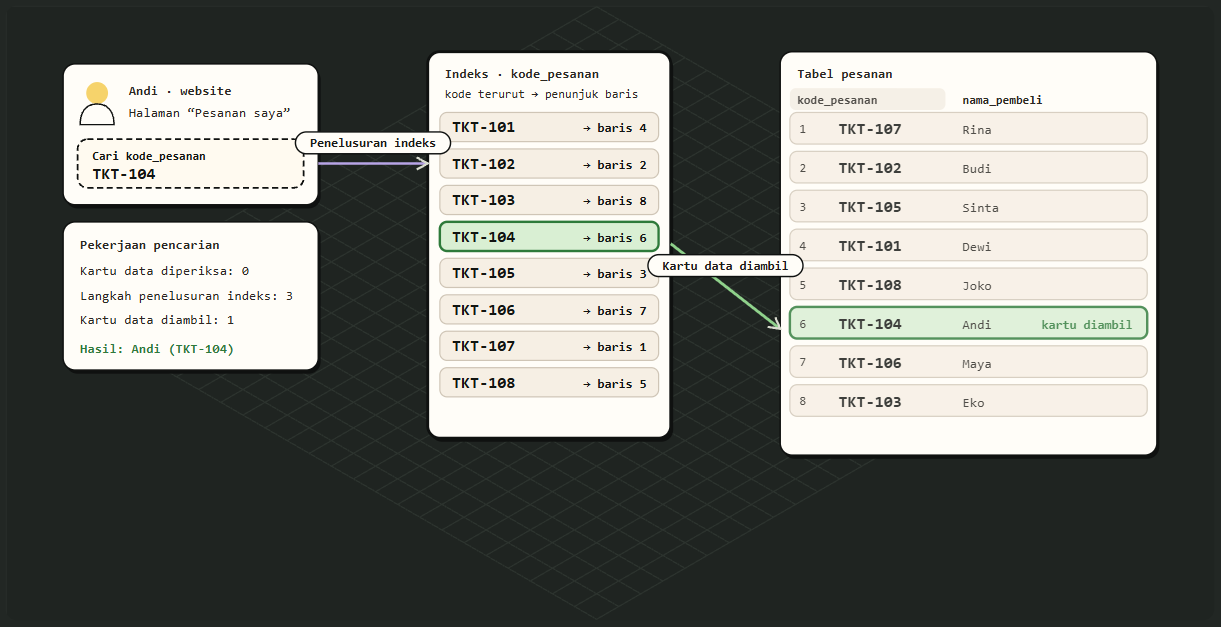 Andi · website
Halaman “Pesanan saya”
Cari kode_pesanan
TKT-104
Penelusuran indeks
Pekerjaan pencarian
Kartu data diperiksa: 0
Langkah penelusuran indeks: 3
Kartu data diambil: 1
Hasil: Andi (TKT-104)
Indeks · kode_pesanan
kode terurut → penunjuk baris
TKT-101 → baris 4
TKT-102 → baris 2
TKT-103 → baris 8
TKT-104 → baris 6
TKT-105 → baris 3
TKT-106 → baris 7
TKT-107 → baris 1
TKT-108 → baris 5
Kartu data diambil
Tabel pesanan
kode_pesanan nama_pembeli
1 TKT-107 Rina
2 TKT-102 Budi
3 TKT-105 Sinta
4 TKT-101 Dewi
5 TKT-108 Joko
6 TKT-104 Andi kartu diambil
7 TKT-106 Maya
8 TKT-103 Eko